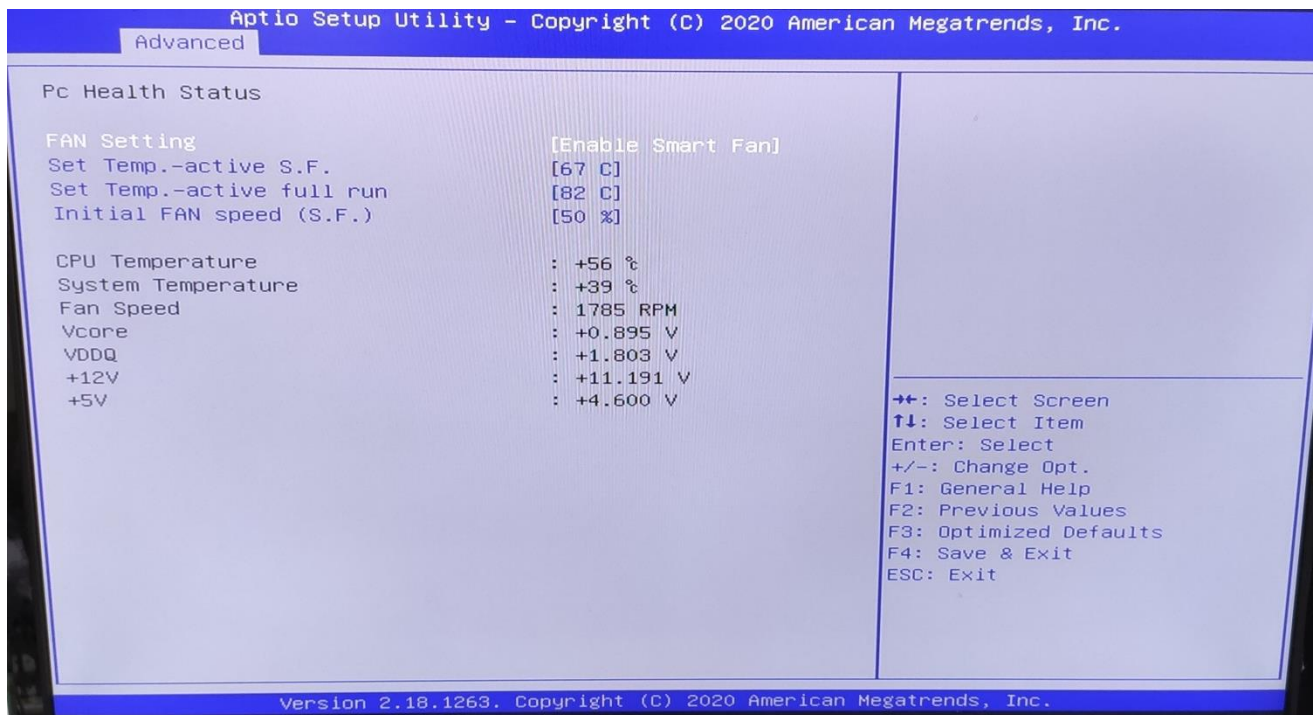 Aptio Setup Utility – Copyright (C) 2020 American Megatrends, Inc.
Advanced
Pc Health Status
FAN Setting [Enable Smart Fan]
Set Temp.-active S.F. [67 C]
Set Temp.-active full run [82 C]
Initial FAN speed (S.F.) [50 %]
CPU Temperature : +56 ℃
System Temperature : +39 ℃
Fan Speed : 1785 RPM
Vcore : +0.895 V
VDDQ : +1.803 V
+12V : +11.191 V
+5V : +4.600 V
→←: Select Screen
↑↓: Select Item
Enter: Select
+/-: Change Opt.
F1: General Help
F2: Previous Values
F3: Optimized Defaults
F4: Save & Exit
ESC: Exit
Version 2.18.1263. Copyright (C) 2020 American Megatrends, Inc.